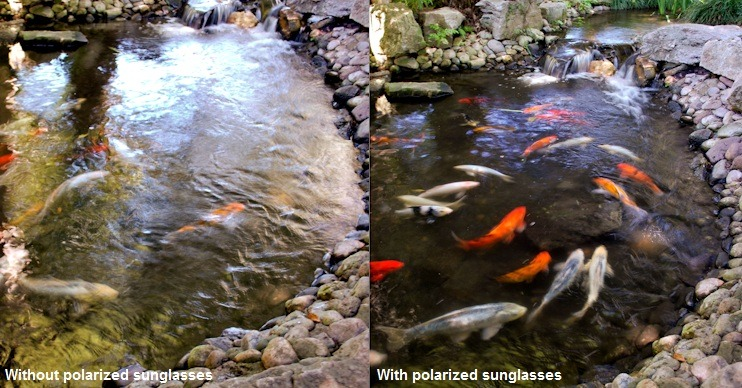 Without polarized sunglasses
With polarized sunglasses